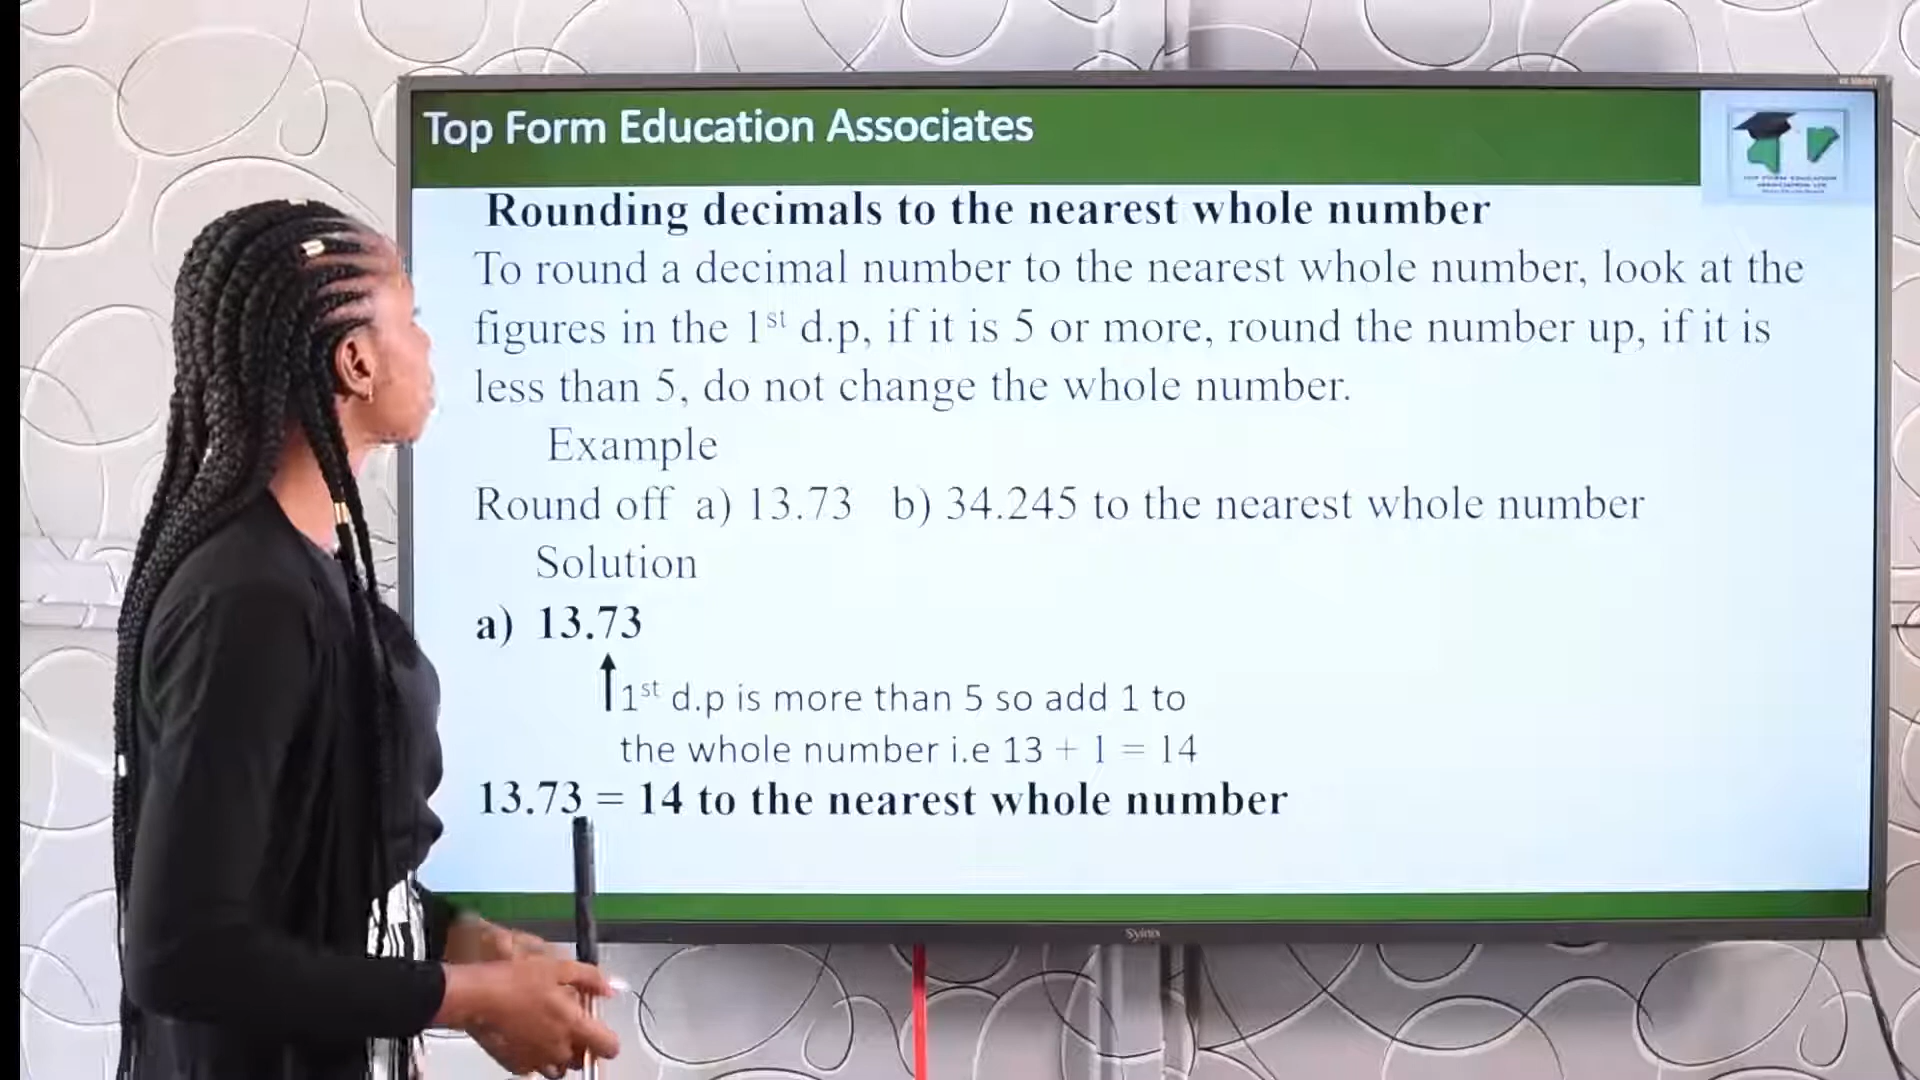 Top Form Education Associates
Rounding decimals to the nearest whole number
To round a decimal number to the nearest whole number, look at the
figures in the 1st d.p, if it is 5 or more, round the number up, if it is
less than 5, do not change the whole number.
Example
Round off a) 13.73 b) 34.245 to the nearest whole number
Solution
a) 13.73
1st d.p is more than 5 so add 1 to
the whole number i.e 13 + 1 = 14
13.73 = 14 to the nearest whole number